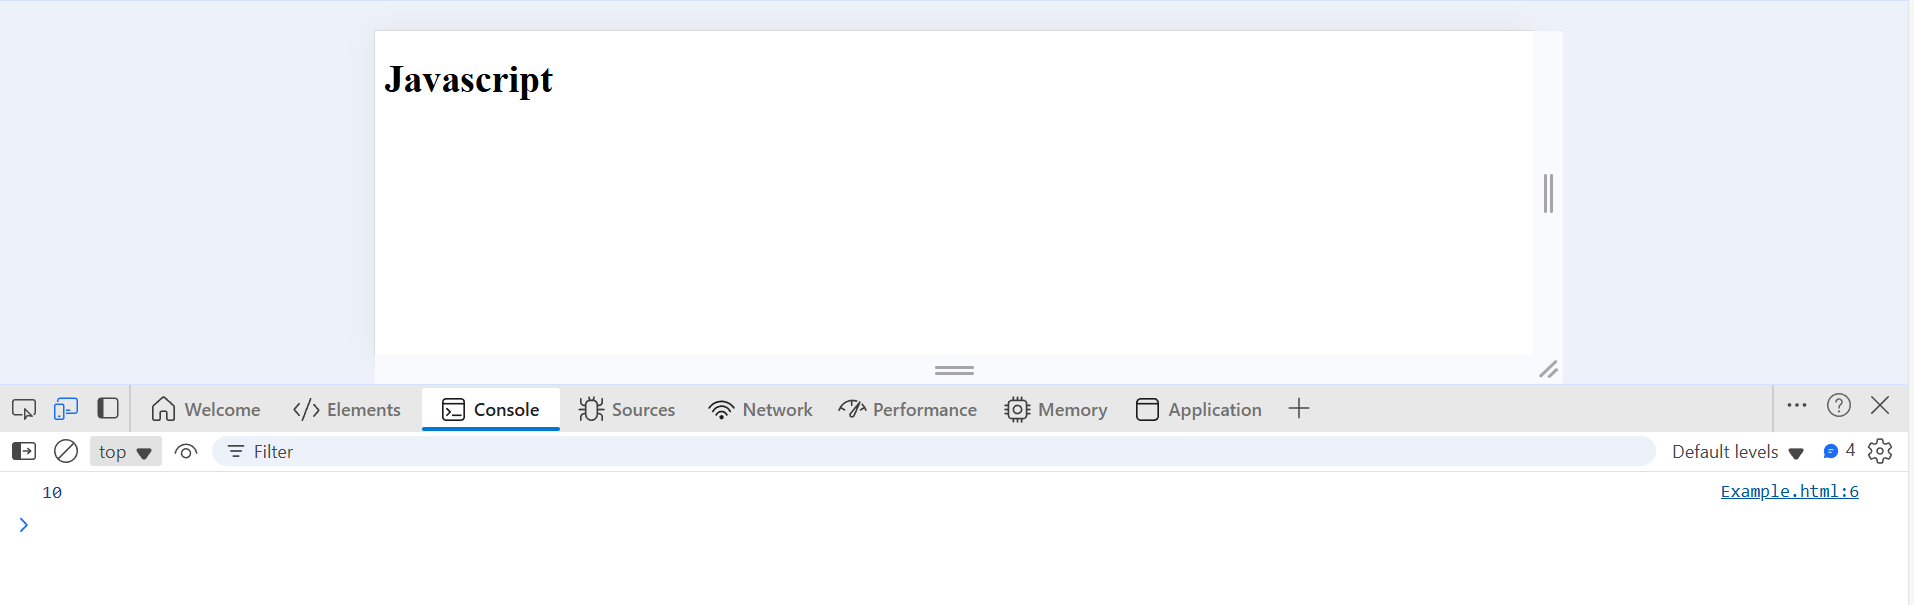 Javascript
Welcome Elements Console Sources Network Performance Memory Application
top Filter Default levels 4
10 Example.html:6